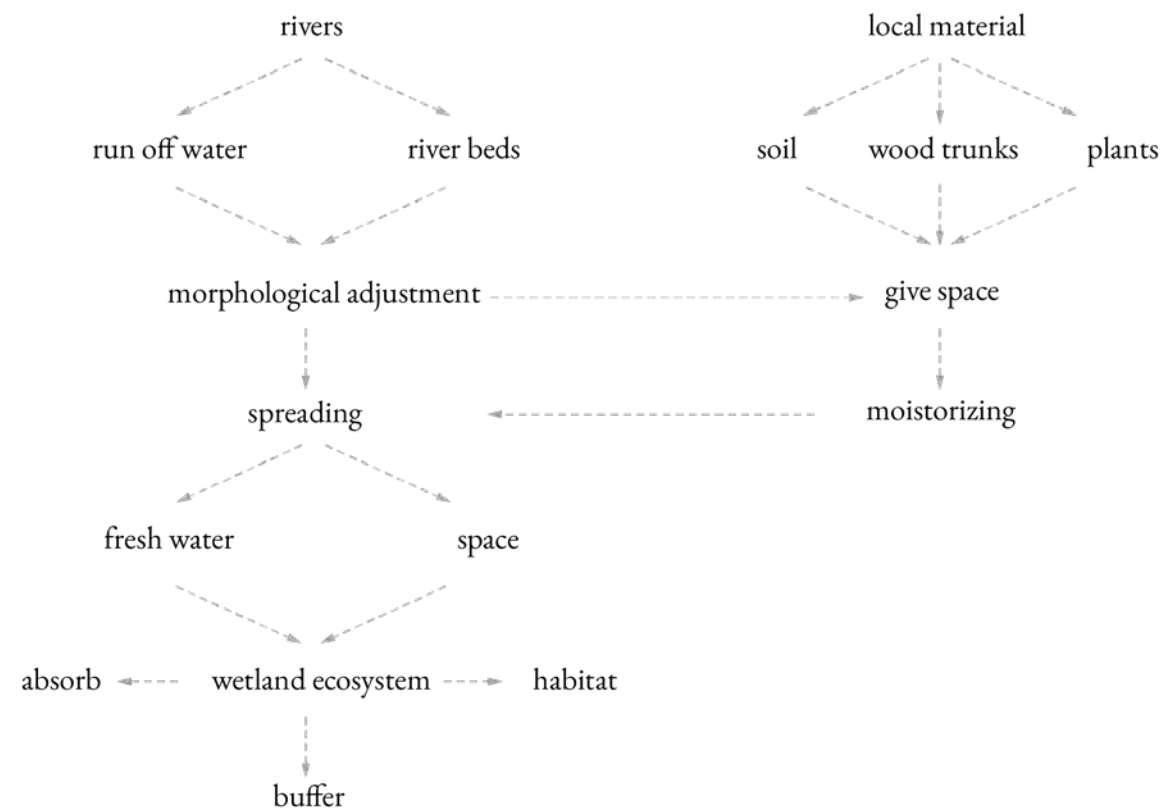 rivers
local material
run off water
river beds
soil
wood trunks
plants
morphological adjustment
give space
spreading
moistorizing
fresh water
space
absorb
wetland ecosystem
habitat
buffer